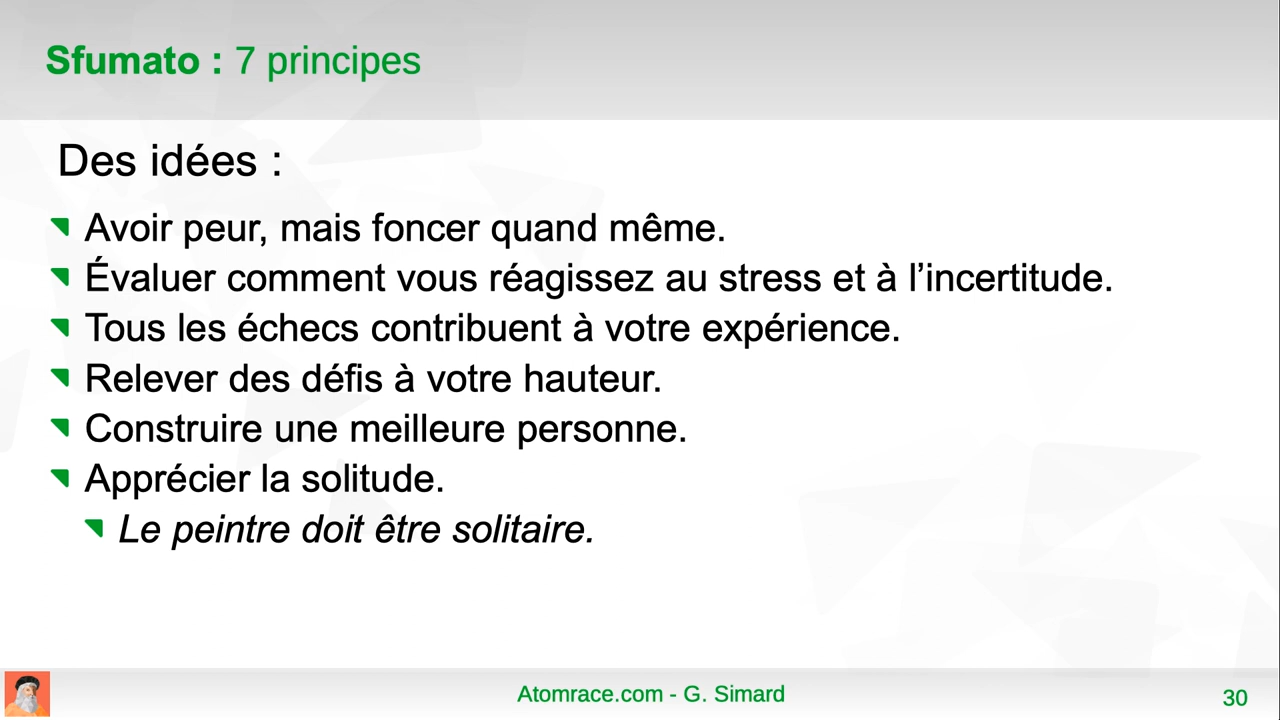 Sfumato : 7 principes
Des idées :
Avoir peur, mais foncer quand même.
Évaluer comment vous réagissez au stress et à l’incertitude.
Tous les échecs contribuent à votre expérience.
Relever des défis à votre hauteur.
Construire une meilleure personne.
Apprécier la solitude.
Le peintre doit être solitaire.
Atomrace.com - G. Simard
30